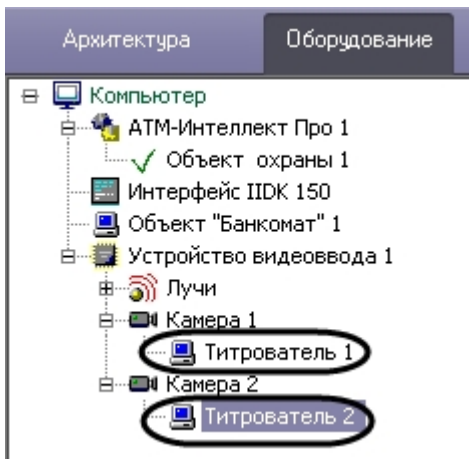 Архитектура Оборудование
Компьютер
АТМ-Интеллект Про 1
Объект охраны 1
Интерфейс IIDK 150
Объект "Банкомат" 1
Устройство видеоввода 1
Лучи
Камера 1
Титрователь 1
Камера 2
Титрователь 2